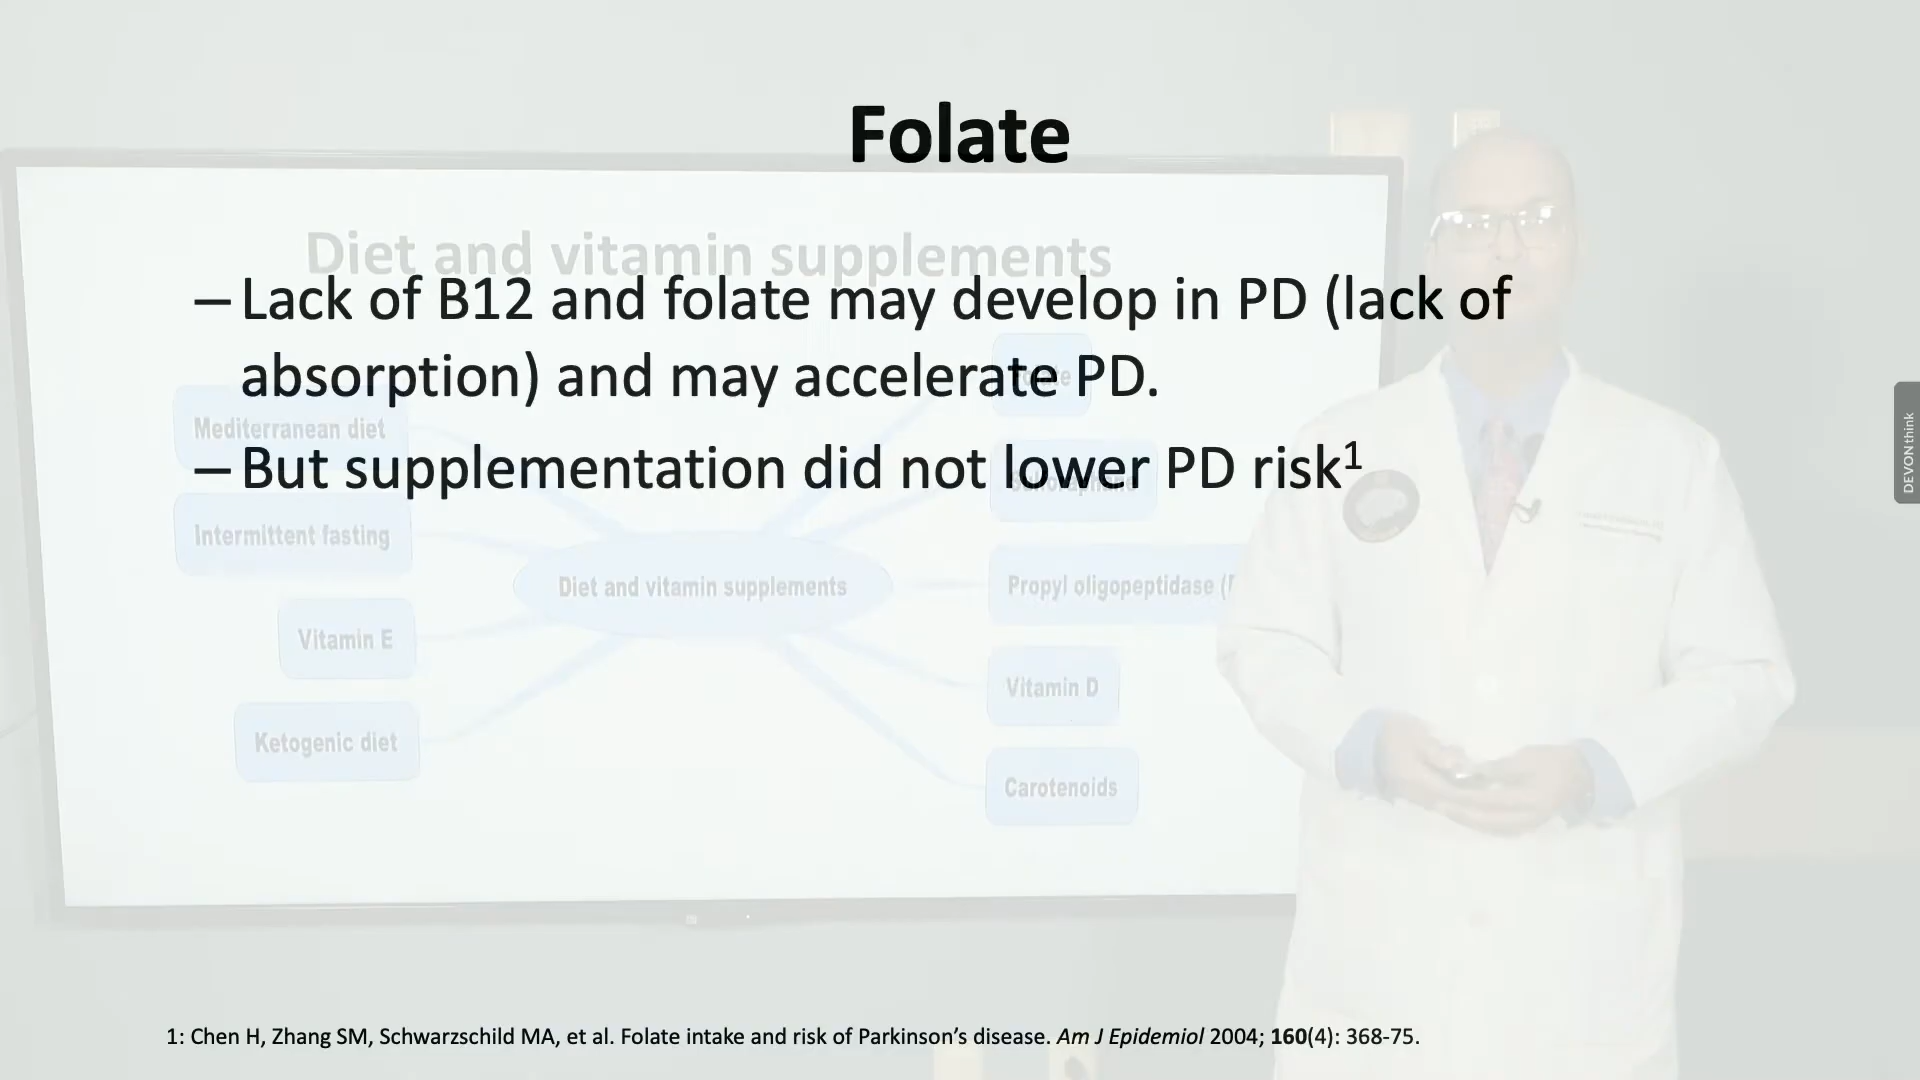 Folate
Diet and vitamin supplements
– Lack of B12 and folate may develop in PD (lack of
absorption) and may accelerate PD.
– But supplementation did not lower PD risk1
Mediterranean diet
Intermittent fasting
Vitamin E
Ketogenic diet
Diet and vitamin supplements
Folate
Sulforaphane
Propyl oligopeptidase (
Vitamin D
Carotenoids
DEVONthink
1: Chen H, Zhang SM, Schwarzschild MA, et al. Folate intake and risk of Parkinson's disease. Am J Epidemiol 2004; 160(4): 368-75.